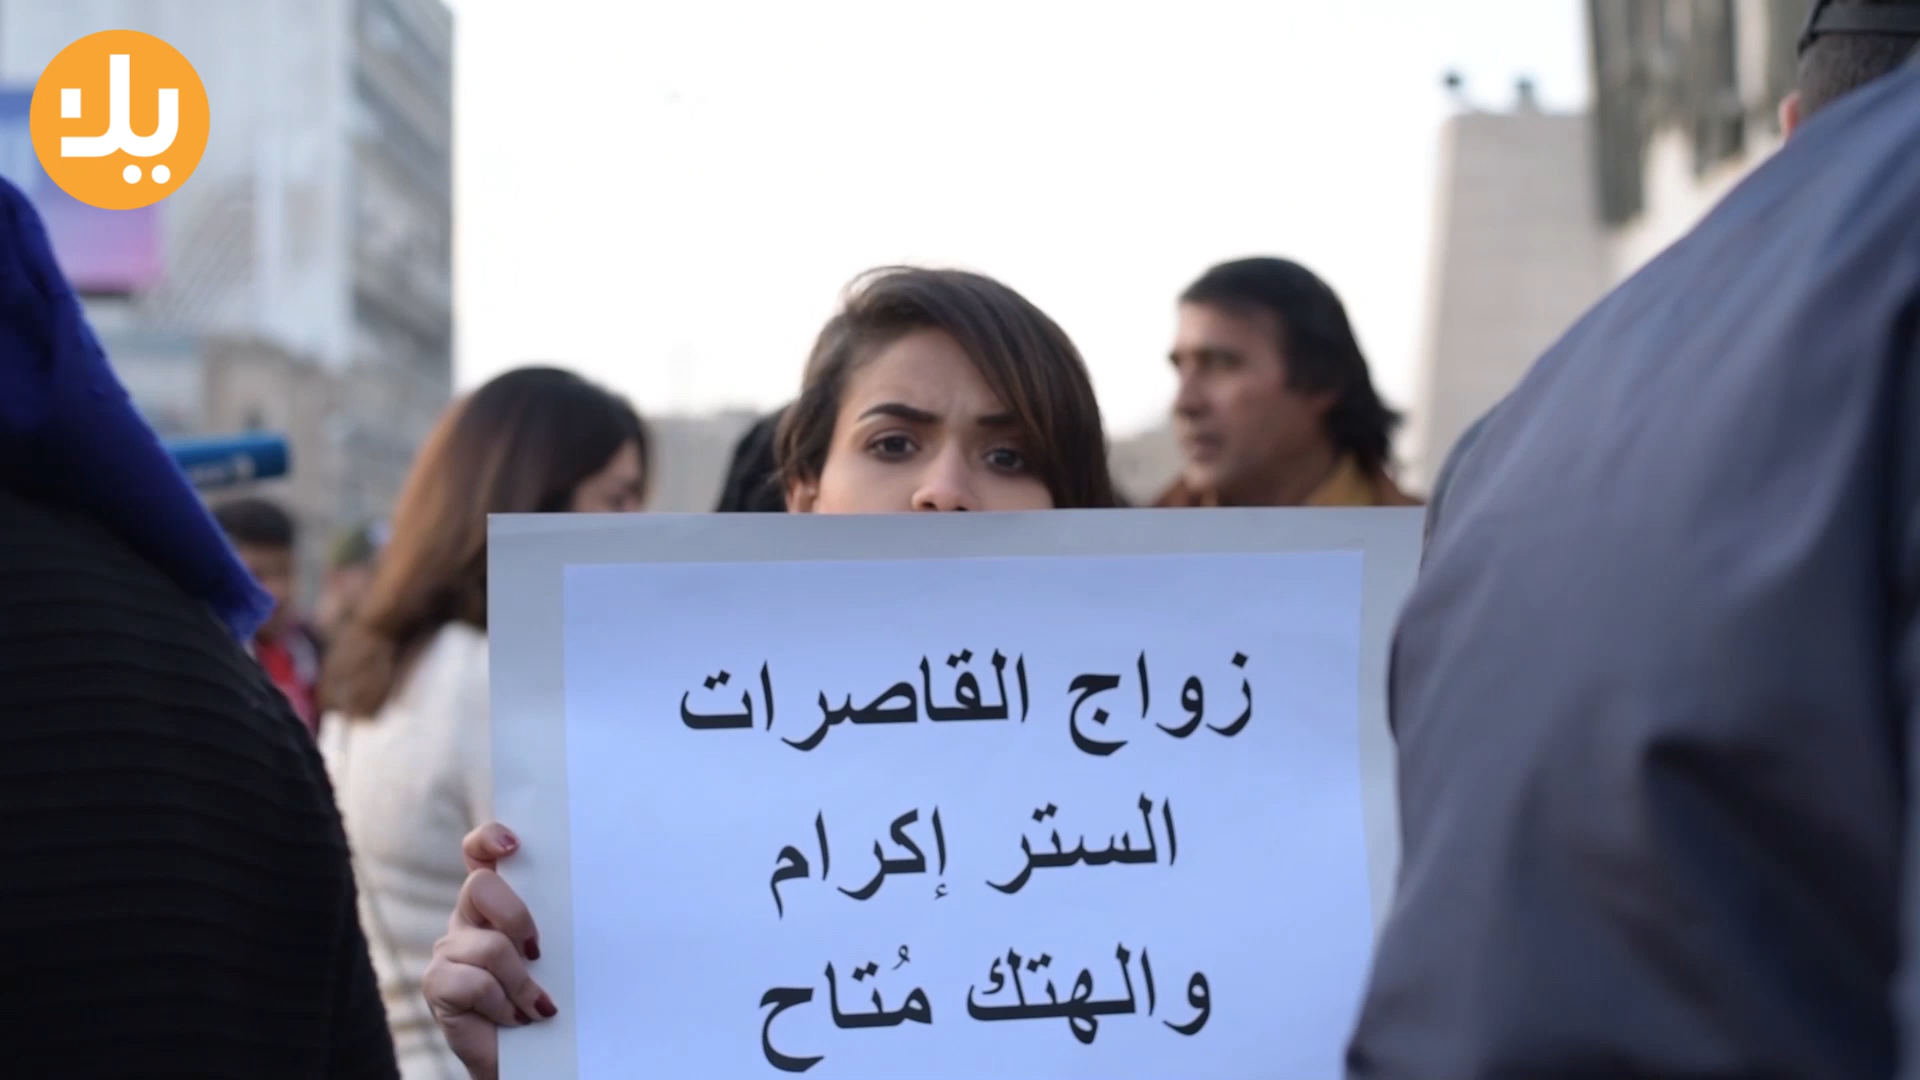 يلا
زواج القاصرات
الستر إكرام
والهتك مُتاح